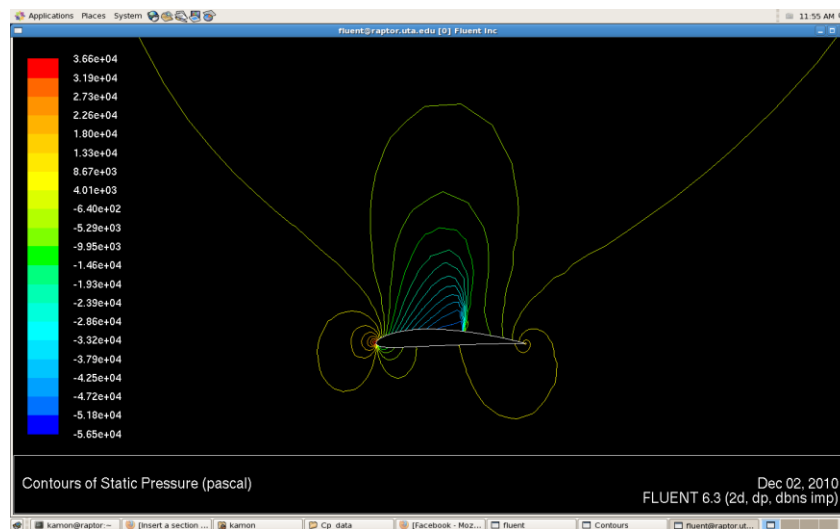 Applications Places System 11:55 AM
fluent@raptor.uta.edu [0] Fluent Inc
3.66e+04
3.19e+04
2.73e+04
2.26e+04
1.80e+04
1.33e+04
8.67e+03
4.01e+03
-6.40e+02
-5.29e+03
-9.95e+03
-1.46e+04
-1.93e+04
-2.39e+04
-2.86e+04
-3.32e+04
-3.79e+04
-4.25e+04
-4.72e+04
-5.18e+04
-5.65e+04
Contours of Static Pressure (pascal)
Dec 02, 2010
FLUENT 6.3 (2d, dp, dbns imp)
kamon@raptor:~ [Insert a section ... kamon Cp_data [Facebook - Moz... fluent Contours fluent@raptor.ut...